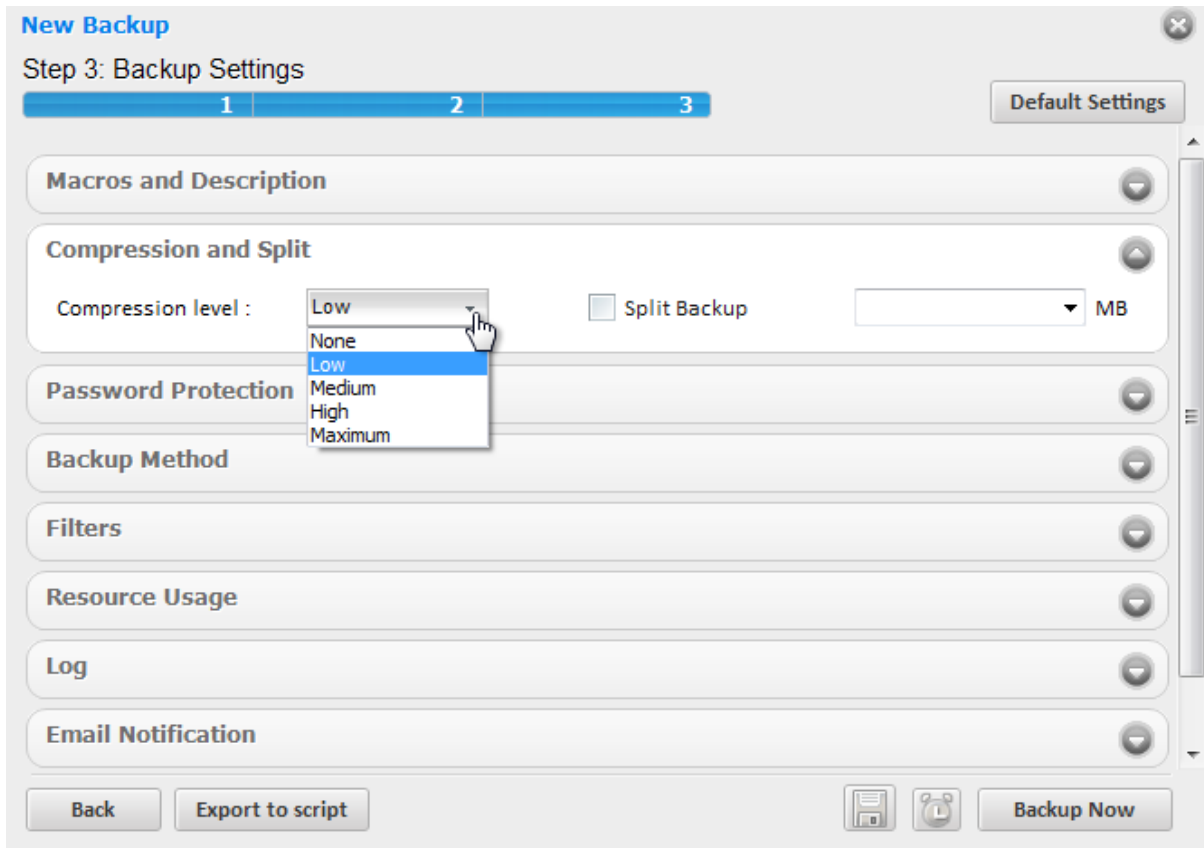 New Backup
Step 3: Backup Settings
1 2 3
Default Settings
Macros and Description
Compression and Split
Compression level : Low Split Backup MB
None
Low
Medium
High
Maximum
Password Protection
Backup Method
Filters
Resource Usage
Log
Email Notification
Back Export to script Backup Now